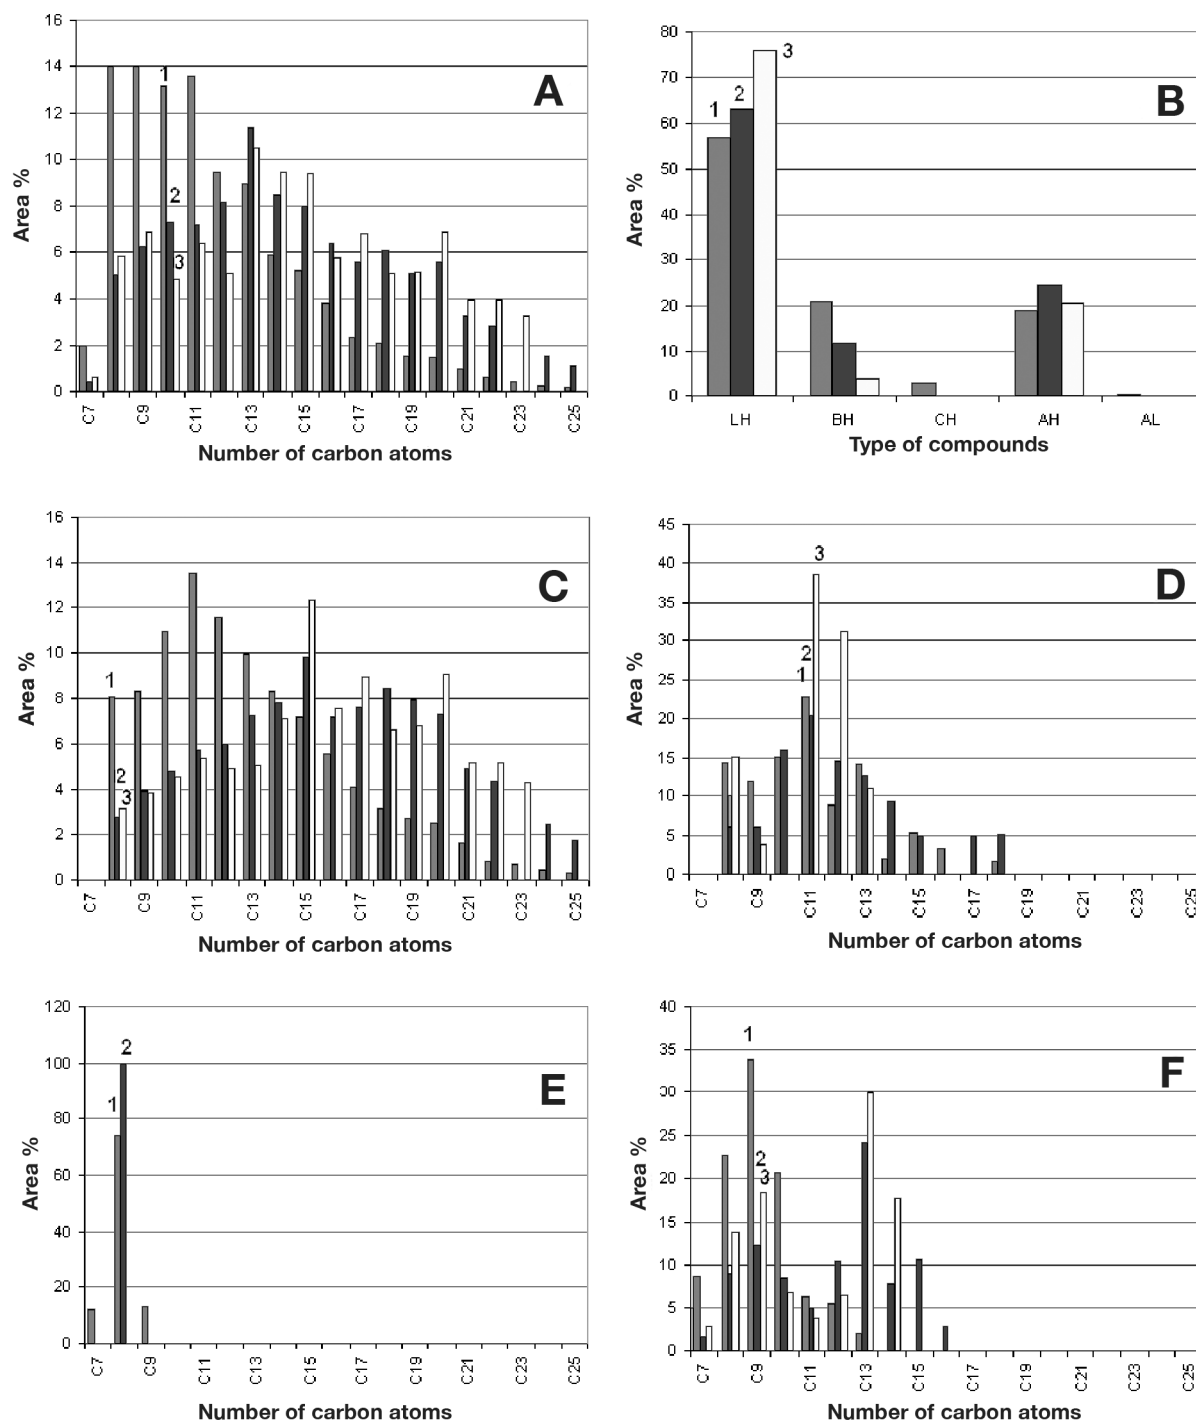 16
14
12
10
8
6
4
2
0
Area %
1
2
3
A
C7
C9
C11
C13
C15
C17
C19
C21
C23
C25
Number of carbon atoms
80
70
60
50
40
30
20
10
0
Area %
1
2
3
B
LH
BH
CH
AH
AL
Type of compounds
16
14
12
10
8
6
4
2
0
Area %
1
2
3
C
C7
C9
C11
C13
C15
C17
C19
C21
C23
C25
Number of carbon atoms
45
40
35
30
25
20
15
10
5
0
Area %
3
2
1
D
C7
C9
C11
C13
C15
C17
C19
C21
C23
C25
Number of carbon atoms
120
100
80
60
40
20
0
Area %
2
1
E
C7
C9
C11
C13
C15
C17
C19
C21
C23
C25
Number of carbon atoms
40
35
30
25
20
15
10
5
0
Area %
1
2
3
F
C7
C9
C11
C13
C15
C17
C19
C21
C23
C25
Number of carbon atoms